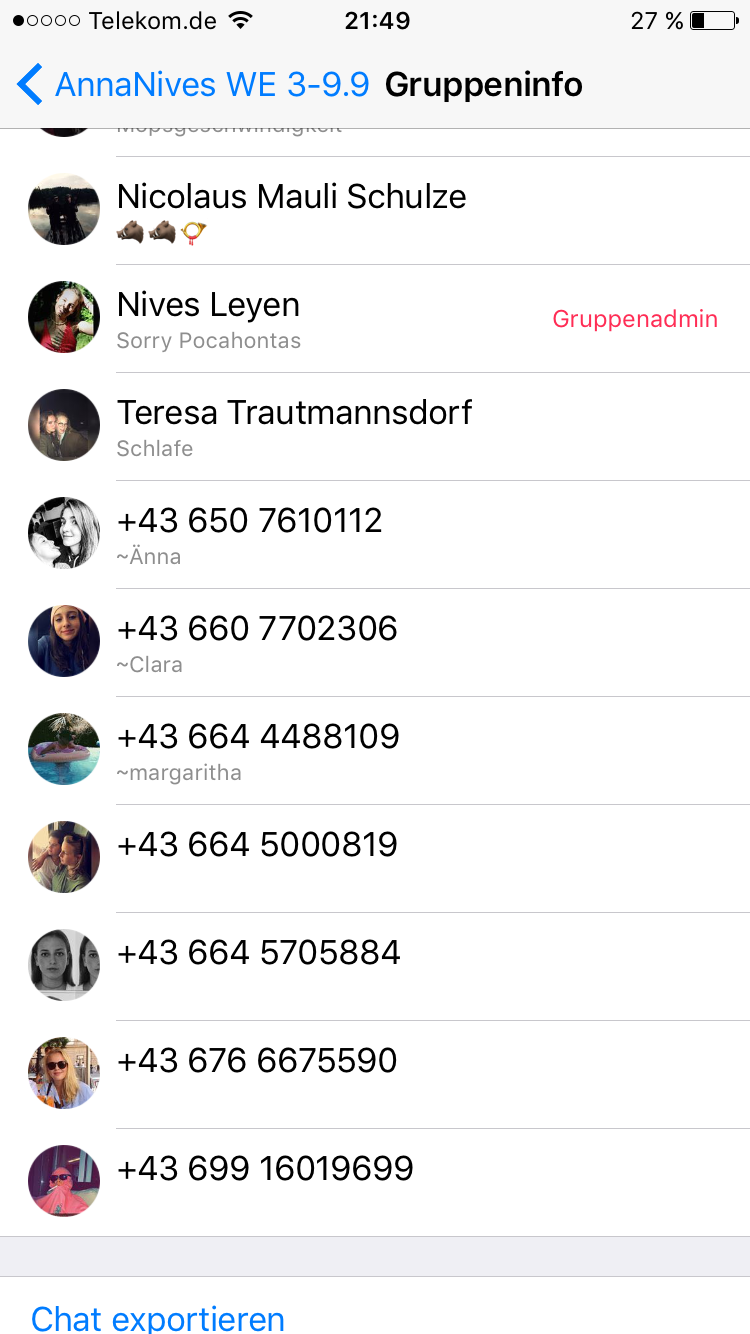 Telekom.de 21:49 27 %
AnnaNives WE 3-9.9 Gruppeninfo
Mopsgeschwindigkeit
Nicolaus Mauli Schulze
🐗🐗📯
Nives Leyen
Gruppenadmin
Sorry Pocahontas
Teresa Trautmannsdorf
Schlafe
+43 650 7610112
~Änna
+43 660 7702306
~Clara
+43 664 4488109
~margaritha
+43 664 5000819
+43 664 5705884
+43 676 6675590
+43 699 16019699
Chat exportieren